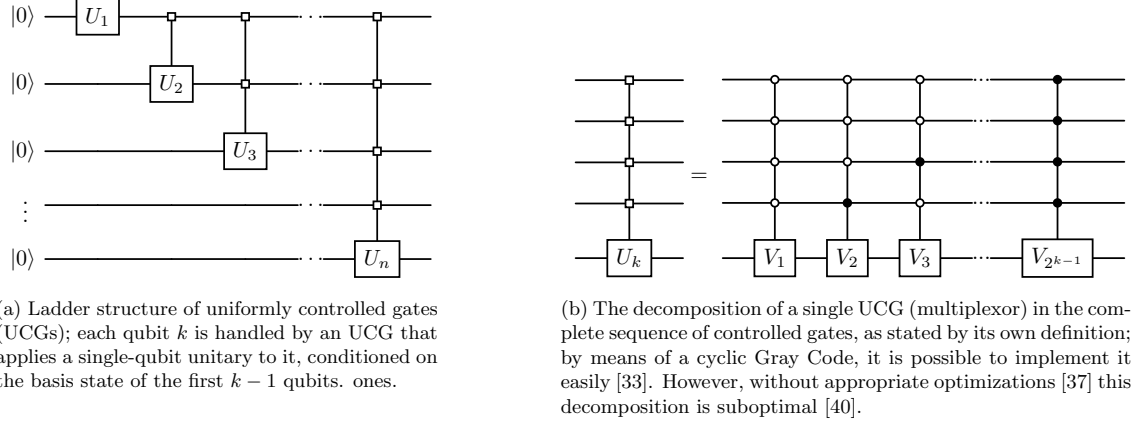 |0⟩ U₁ ···
|0⟩ U₂ ···
|0⟩ U₃ ···
⋮ ···
|0⟩ Uₙ ···
(a) Ladder structure of uniformly controlled gates
(UCGs); each qubit k is handled by an UCG that
applies a single-qubit unitary to it, conditioned on
the basis state of the first k − 1 qubits. ones.
=
···
···
···
···
Uₖ V₁ V₂ V₃ ··· V_{2^{k−1}}
(b) The decomposition of a single UCG (multiplexor) in the com-
plete sequence of controlled gates, as stated by its own definition;
by means of a cyclic Gray Code, it is possible to implement it
easily [33]. However, without appropriate optimizations [37] this
decomposition is suboptimal [40].